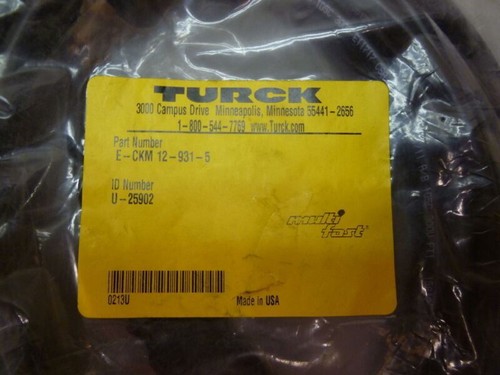 TURCK
3000 Campus Drive Minneapolis, Minnesota 55441-2656
1-800-544-7769 www.Turck.com
Part Number
E-CKM 12-931-5
ID Number
U-25902
multi
fast
0213U
Made in USA